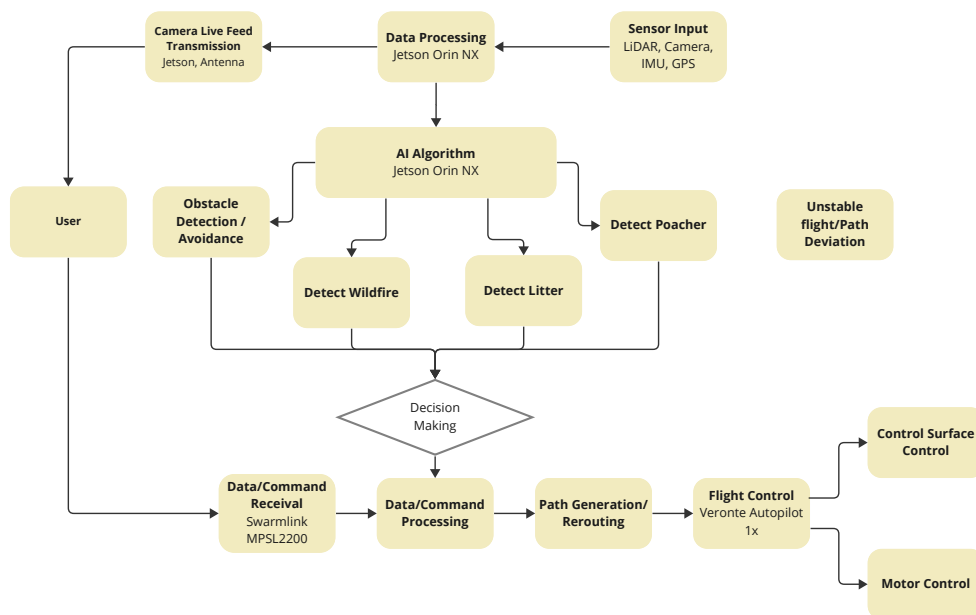 Camera Live Feed
Transmission
Jetson, Antenna
Data Processing
Jetson Orin NX
Sensor Input
LiDAR, Camera,
IMU, GPS
AI Algorithm
Jetson Orin NX
User
Obstacle
Detection /
Avoidance
Detect Poacher
Unstable
flight/Path
Deviation
Detect Wildfire
Detect Litter
Decision
Making
Control Surface
Control
Data/Command
Receival
Swarmlink
MPSL2200
Data/Command
Processing
Path Generation/
Rerouting
Flight Control
Veronte Autopilot
1x
Motor Control